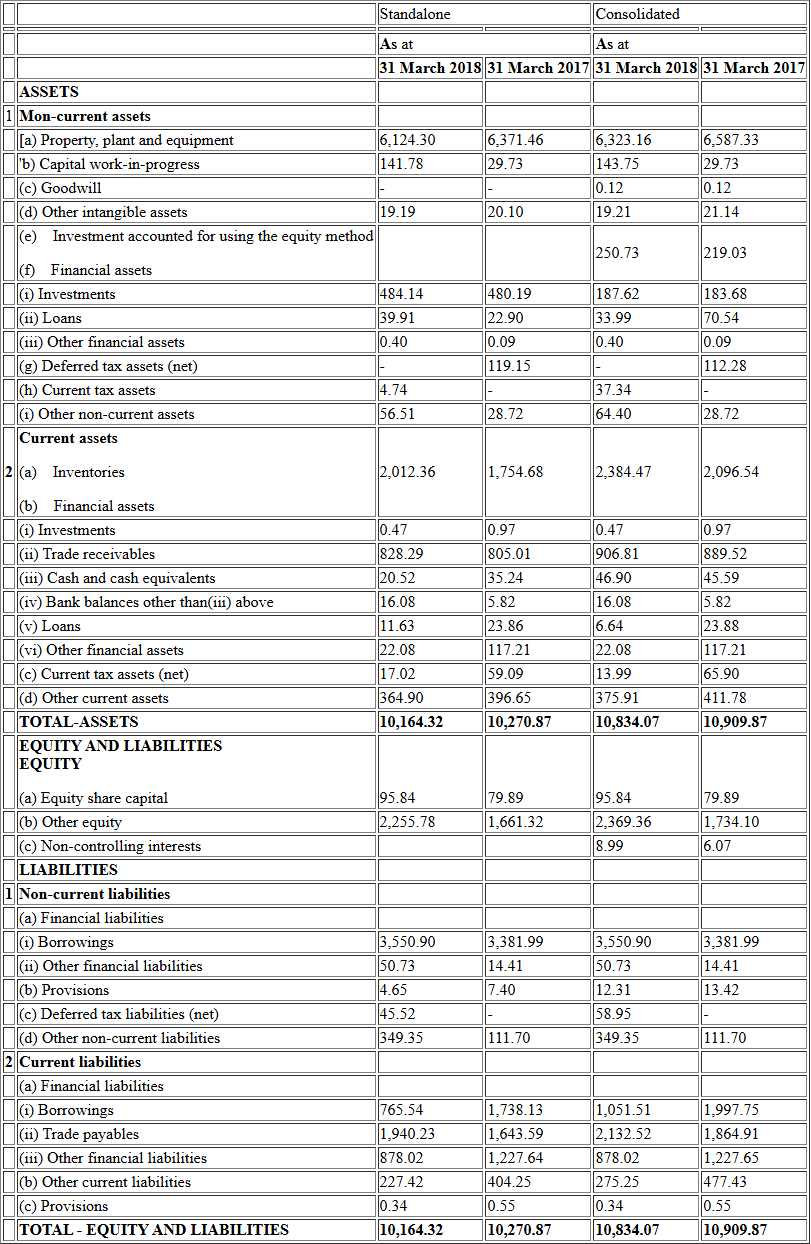 Standalone Consolidated
As at As at
31 March 2018 31 March 2017 31 March 2018 31 March 2017
ASSETS
1 Mon-current assets
[a) Property, plant and equipment 6,124.30 6,371.46 6,323.16 6,587.33
'b) Capital work-in-progress 141.78 29.73 143.75 29.73
(c) Goodwill - - 0.12 0.12
(d) Other intangible assets 19.19 20.10 19.21 21.14
(e) Investment accounted for using the equity method
250.73 219.03
(f) Financial assets
(i) Investments 484.14 480.19 187.62 183.68
(ii) Loans 39.91 22.90 33.99 70.54
(iii) Other financial assets 0.40 0.09 0.40 0.09
(g) Deferred tax assets (net) - 119.15 - 112.28
(h) Current tax assets 4.74 - 37.34 -
(i) Other non-current assets 56.51 28.72 64.40 28.72
Current assets
2 (a) Inventories 2,012.36 1,754.68 2,384.47 2,096.54
(b) Financial assets
(i) Investments 0.47 0.97 0.47 0.97
(ii) Trade receivables 828.29 805.01 906.81 889.52
(iii) Cash and cash equivalents 20.52 35.24 46.90 45.59
(iv) Bank balances other than(iii) above 16.08 5.82 16.08 5.82
(v) Loans 11.63 23.86 6.64 23.88
(vi) Other financial assets 22.08 117.21 22.08 117.21
(c) Current tax assets (net) 17.02 59.09 13.99 65.90
(d) Other current assets 364.90 396.65 375.91 411.78
TOTAL-ASSETS 10,164.32 10,270.87 10,834.07 10,909.87
EQUITY AND LIABILITIES
EQUITY
(a) Equity share capital 95.84 79.89 95.84 79.89
(b) Other equity 2,255.78 1,661.32 2,369.36 1,734.10
(c) Non-controlling interests 8.99 6.07
LIABILITIES
1 Non-current liabilities
(a) Financial liabilities
(i) Borrowings 3,550.90 3,381.99 3,550.90 3,381.99
(ii) Other financial liabilities 50.73 14.41 50.73 14.41
(b) Provisions 4.65 7.40 12.31 13.42
(c) Deferred tax liabilities (net) 45.52 - 58.95 -
(d) Other non-current liabilities 349.35 111.70 349.35 111.70
2 Current liabilities
(a) Financial liabilities
(i) Borrowings 765.54 1,738.13 1,051.51 1,997.75
(ii) Trade payables 1,940.23 1,643.59 2,132.52 1,864.91
(iii) Other financial liabilities 878.02 1,227.64 878.02 1,227.65
(b) Other current liabilities 227.42 404.25 275.25 477.43
(c) Provisions 0.34 0.55 0.34 0.55
TOTAL - EQUITY AND LIABILITIES 10,164.32 10,270.87 10,834.07 10,909.87